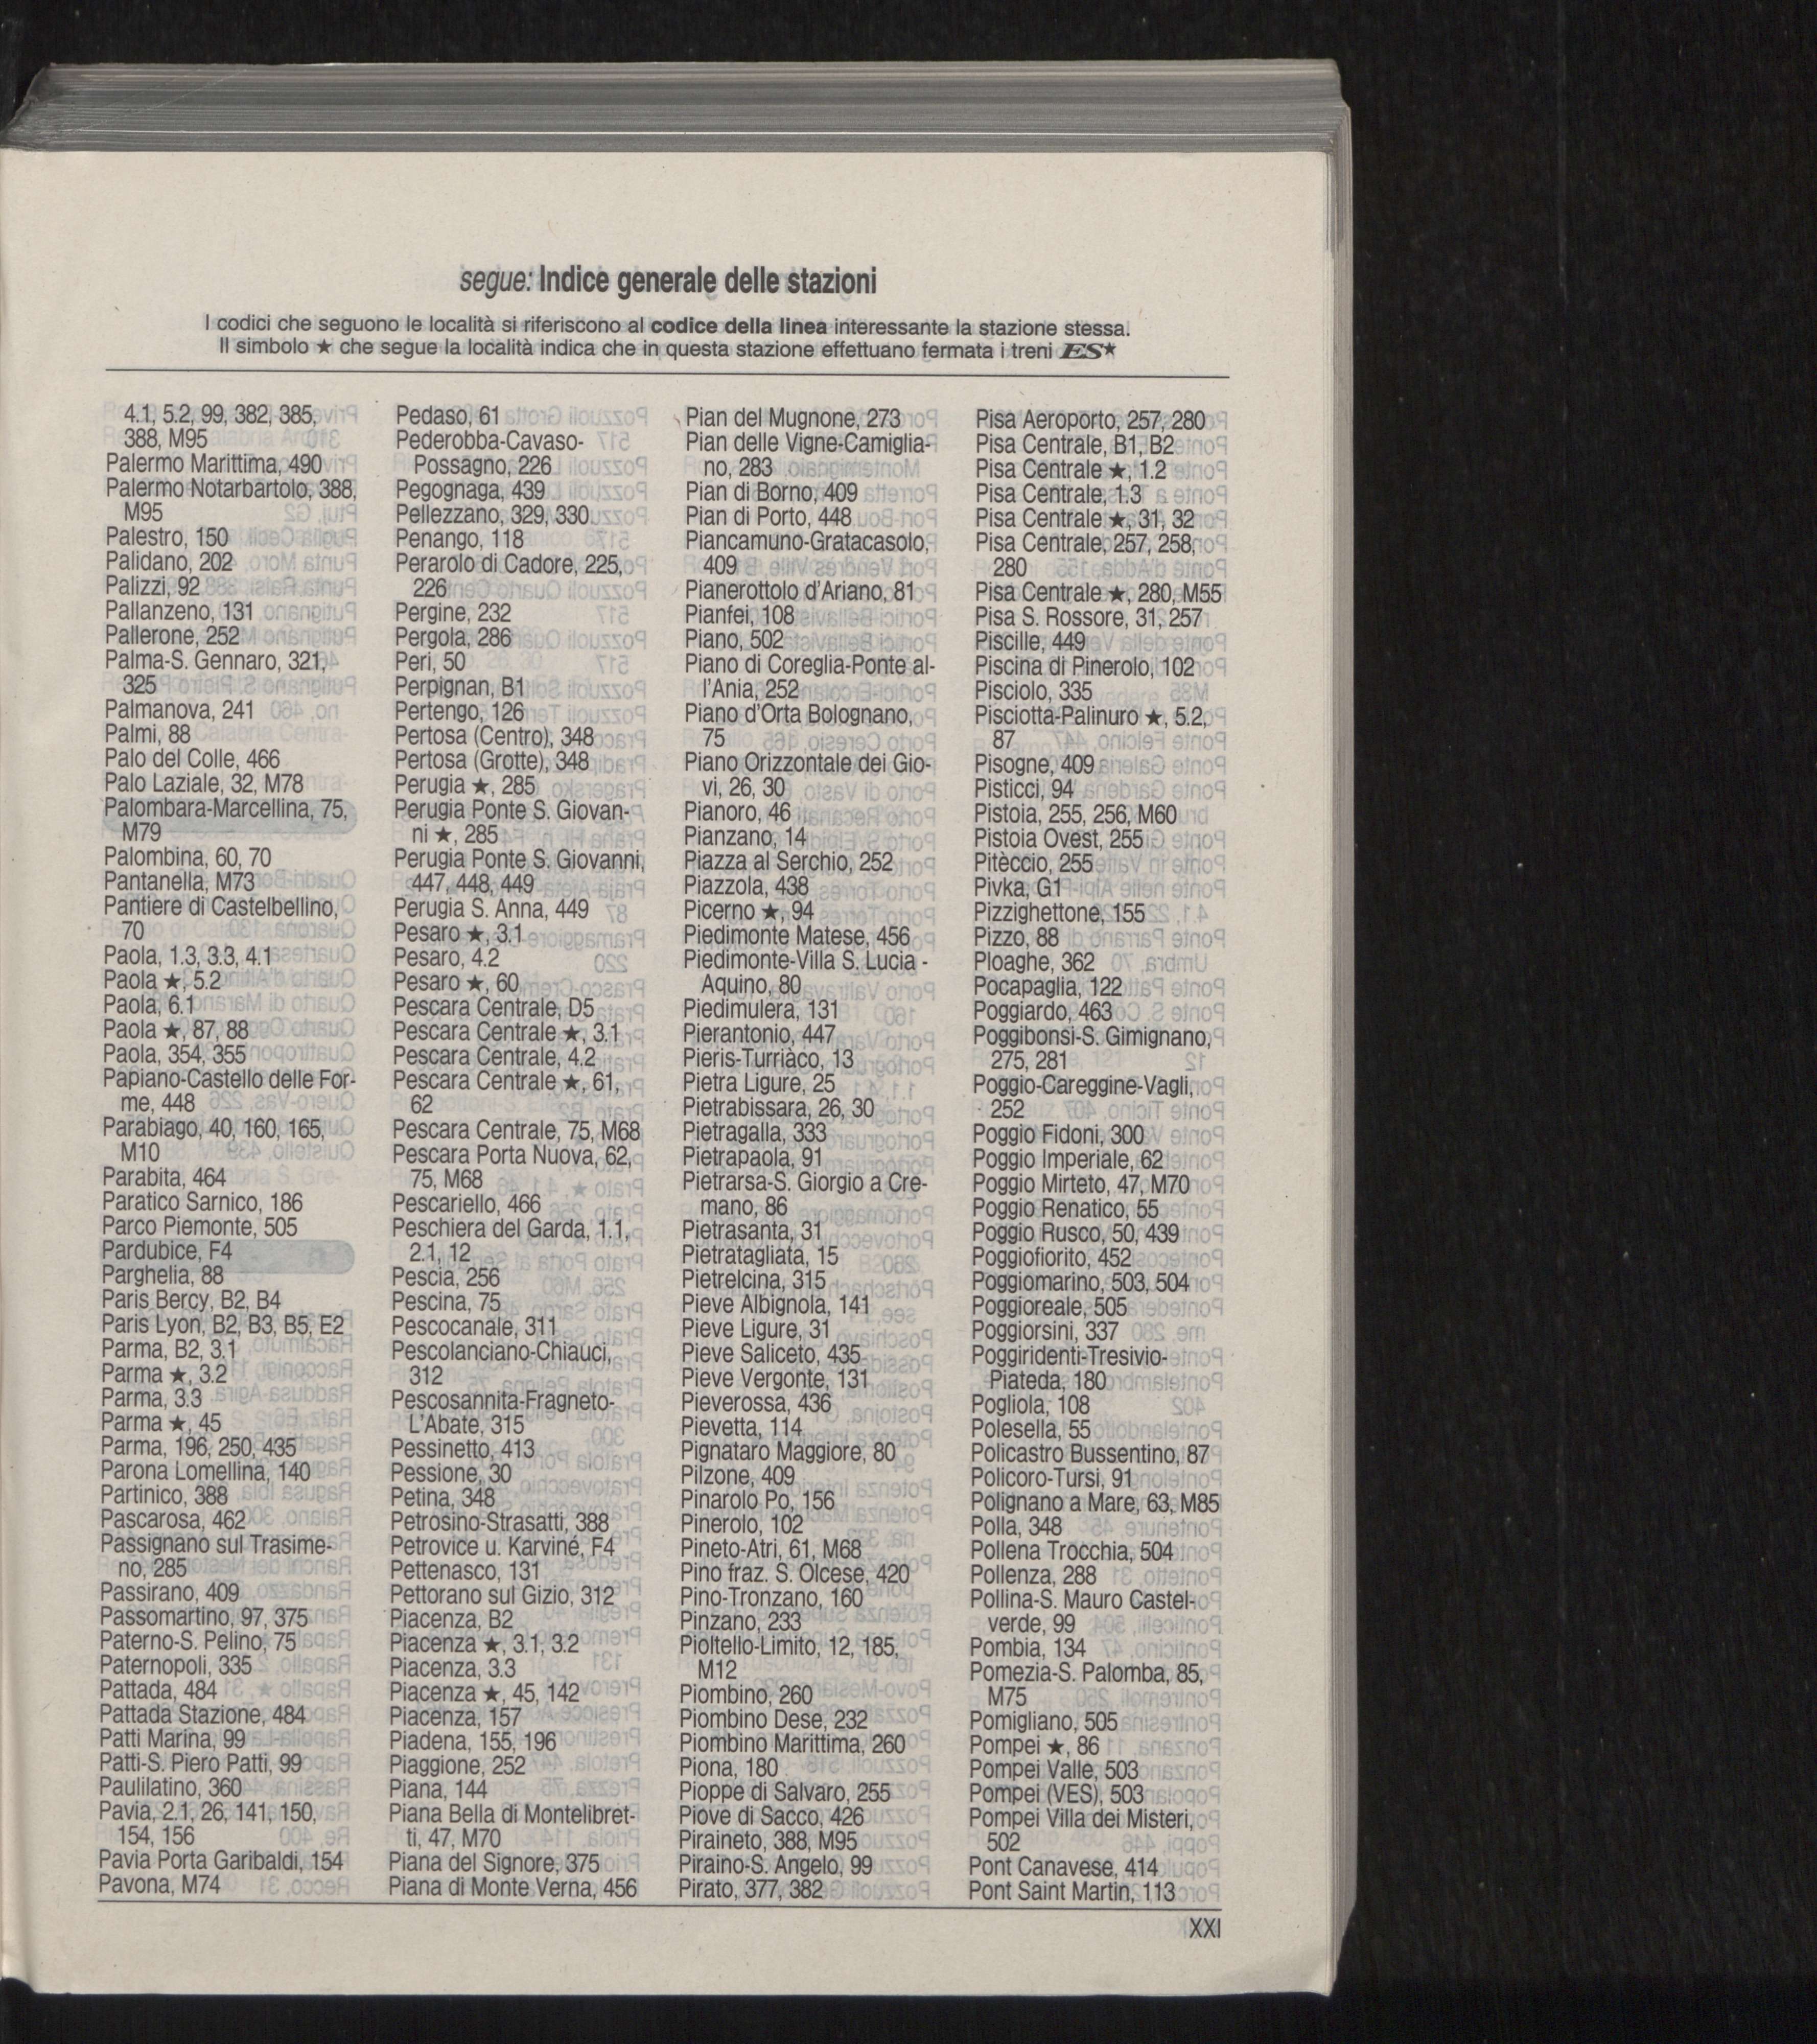 segue: Indice generale delle stazioni
I codici che seguono le località si riferiscono al codice della linea interessante la stazione stessa.
Il simbolo ★ che segue la località indica che in questa stazione effettuano fermata i treni ES★
4.1, 5.2, 99, 382, 385,
388, M95
Palermo Marittima, 490
Palermo Notarbartolo, 388,
M95
Palestro, 150
Palidano, 202
Palizzi, 92
Pallanzeno, 131
Pallerone, 252
Palma-S. Gennaro, 321,
325
Palmanova, 241
Palmi, 88
Palo del Colle, 466
Palo Laziale, 32, M78
Palombara-Marcellina, 75,
M79
Palombina, 60, 70
Pantanella, M73
Pantiere di Castelbellino,
70
Paola, 1.3, 3.3, 4.1
Paola ★, 5.2
Paola, 6.1
Paola ★, 87, 88
Paola, 354, 355
Papiano-Castello delle For-
me, 448
Parabiago, 40, 160, 165,
M10
Parabita, 464
Paratico Sarnico, 186
Parco Piemonte, 505
Pardubice, F4
Parghelia, 88
Paris Bercy, B2, B4
Paris Lyon, B2, B3, B5, E2
Parma, B2, 3.1
Parma ★, 3.2
Parma, 3.3
Parma ★, 45
Parma, 196, 250, 435
Parona Lomellina, 140
Partinico, 388
Pascarosa, 462
Passignano sul Trasime-
no, 285
Passirano, 409
Passomartino, 97, 375
Paterno-S. Pelino, 75
Paternopoli, 335
Pattada, 484
Pattada Stazione, 484
Patti Marina, 99
Patti-S. Piero Patti, 99
Paulilatino, 360
Pavia, 2.1, 26, 141, 150,
154, 156
Pavia Porta Garibaldi, 154
Pavona, M74
Pedaso, 61
Pederobba-Cavaso-
Possagno, 226
Pegognaga, 439
Pellezzano, 329, 330
Penango, 118
Perarolo di Cadore, 225,
226
Pergine, 232
Pergola, 286
Peri, 50
Perpignan, B1
Pertengo, 126
Pertosa (Centro), 348
Pertosa (Grotte), 348
Perugia ★, 285
Perugia Ponte S. Giovan-
ni ★, 285
Perugia Ponte S. Giovanni,
447, 448, 449
Perugia S. Anna, 449
Pesaro ★, 3.1
Pesaro, 4.2
Pesaro ★, 60
Pescara Centrale, D5
Pescara Centrale ★, 3.1
Pescara Centrale, 4.2
Pescara Centrale ★, 61,
62
Pescara Centrale, 75, M68
Pescara Porta Nuova, 62,
75, M68
Pescariello, 466
Peschiera del Garda, 1.1,
2.1, 12
Pescia, 256
Pescina, 75
Pescocanale, 311
Pescolanciano-Chiauci,
312
Pescosannita-Fragneto-
L'Abate, 315
Pessinetto, 413
Pessione, 30
Petina, 348
Petrosino-Strasatti, 388
Petrovice u. Karviné, F4
Pettenasco, 131
Pettorano sul Gizio, 312
Piacenza, B2
Piacenza ★, 3.1, 3.2
Piacenza, 3.3
Piacenza ★, 45, 142
Piacenza, 157
Piadena, 155, 196
Piaggione, 252
Piana, 144
Piana Bella di Montelibret-
ti, 47, M70
Piana del Signore, 375
Piana di Monte Verna, 456
Pian del Mugnone, 273
Pian delle Vigne-Camiglia-
no, 283
Pian di Borno, 409
Pian di Porto, 448
Piancamuno-Gratacasolo,
409
Pianerottolo d'Ariano, 81
Pianfei, 108
Piano, 502
Piano di Coreglia-Ponte al-
l'Ania, 252
Piano d'Orta Bolognano,
75
Piano Orizzontale dei Gio-
vi, 26, 30
Pianoro, 46
Pianzano, 14
Piazza al Serchio, 252
Piazzola, 438
Picerno ★, 94
Piedimonte Matese, 456
Piedimonte-Villa S. Lucia -
Aquino, 80
Piedimulera, 131
Pierantonio, 447
Pieris-Turriàco, 13
Pietra Ligure, 25
Pietrabissara, 26, 30
Pietragalla, 333
Pietrapaola, 91
Pietrarsa-S. Giorgio a Cre-
mano, 86
Pietrasanta, 31
Pietratagliata, 15
Pietrelcina, 315
Pieve Albignola, 141
Pieve Ligure, 31
Pieve Saliceto, 435
Pieve Vergonte, 131
Pieverossa, 436
Pievetta, 114
Pignataro Maggiore, 80
Pilzone, 409
Pinarolo Po, 156
Pinerolo, 102
Pineto-Atri, 61, M68
Pino fraz. S. Olcese, 420
Pino-Tronzano, 160
Pinzano, 233
Pioltello-Limito, 12, 185,
M12
Piombino, 260
Piombino Dese, 232
Piombino Marittima, 260
Piona, 180
Pioppe di Salvaro, 255
Piove di Sacco, 426
Piraineto, 388, M95
Piraino-S. Angelo, 99
Pirato, 377, 382
Pisa Aeroporto, 257, 280
Pisa Centrale, B1, B2
Pisa Centrale ★, 1.2
Pisa Centrale, 1.3
Pisa Centrale ★, 31, 32
Pisa Centrale, 257, 258,
280
Pisa Centrale ★, 280, M55
Pisa S. Rossore, 31, 257
Piscille, 449
Piscina di Pinerolo, 102
Pisciolo, 335
Pisciotta-Palinuro ★, 5.2,
87
Pisogne, 409
Pisticci, 94
Pistoia, 255, 256, M60
Pistoia Ovest, 255
Pitèccio, 255
Pivka, G1
Pizzighettone, 155
Pizzo, 88
Ploaghe, 362
Pocapaglia, 122
Poggiardo, 463
Poggibonsi-S. Gimignano,
275, 281
Poggio-Careggine-Vagli,
252
Poggio Fidoni, 300
Poggio Imperiale, 62
Poggio Mirteto, 47, M70
Poggio Renatico, 55
Poggio Rusco, 50, 439
Poggiofiorito, 452
Poggiomarino, 503, 504
Poggioreale, 505
Poggiorsini, 337
Poggiridenti-Tresivio-
Piateda, 180
Pogliola, 108
Polesella, 55
Policastro Bussentino, 87
Policoro-Tursi, 91
Polignano a Mare, 63, M85
Polla, 348
Pollena Trocchia, 504
Pollenza, 288
Pollina-S. Mauro Castel-
verde, 99
Pombia, 134
Pomezia-S. Palomba, 85,
M75
Pomigliano, 505
Pompei ★, 86
Pompei Valle, 503
Pompei (VES), 503
Pompei Villa dei Misteri,
502
Pont Canavese, 414
Pont Saint Martin, 113
XXI